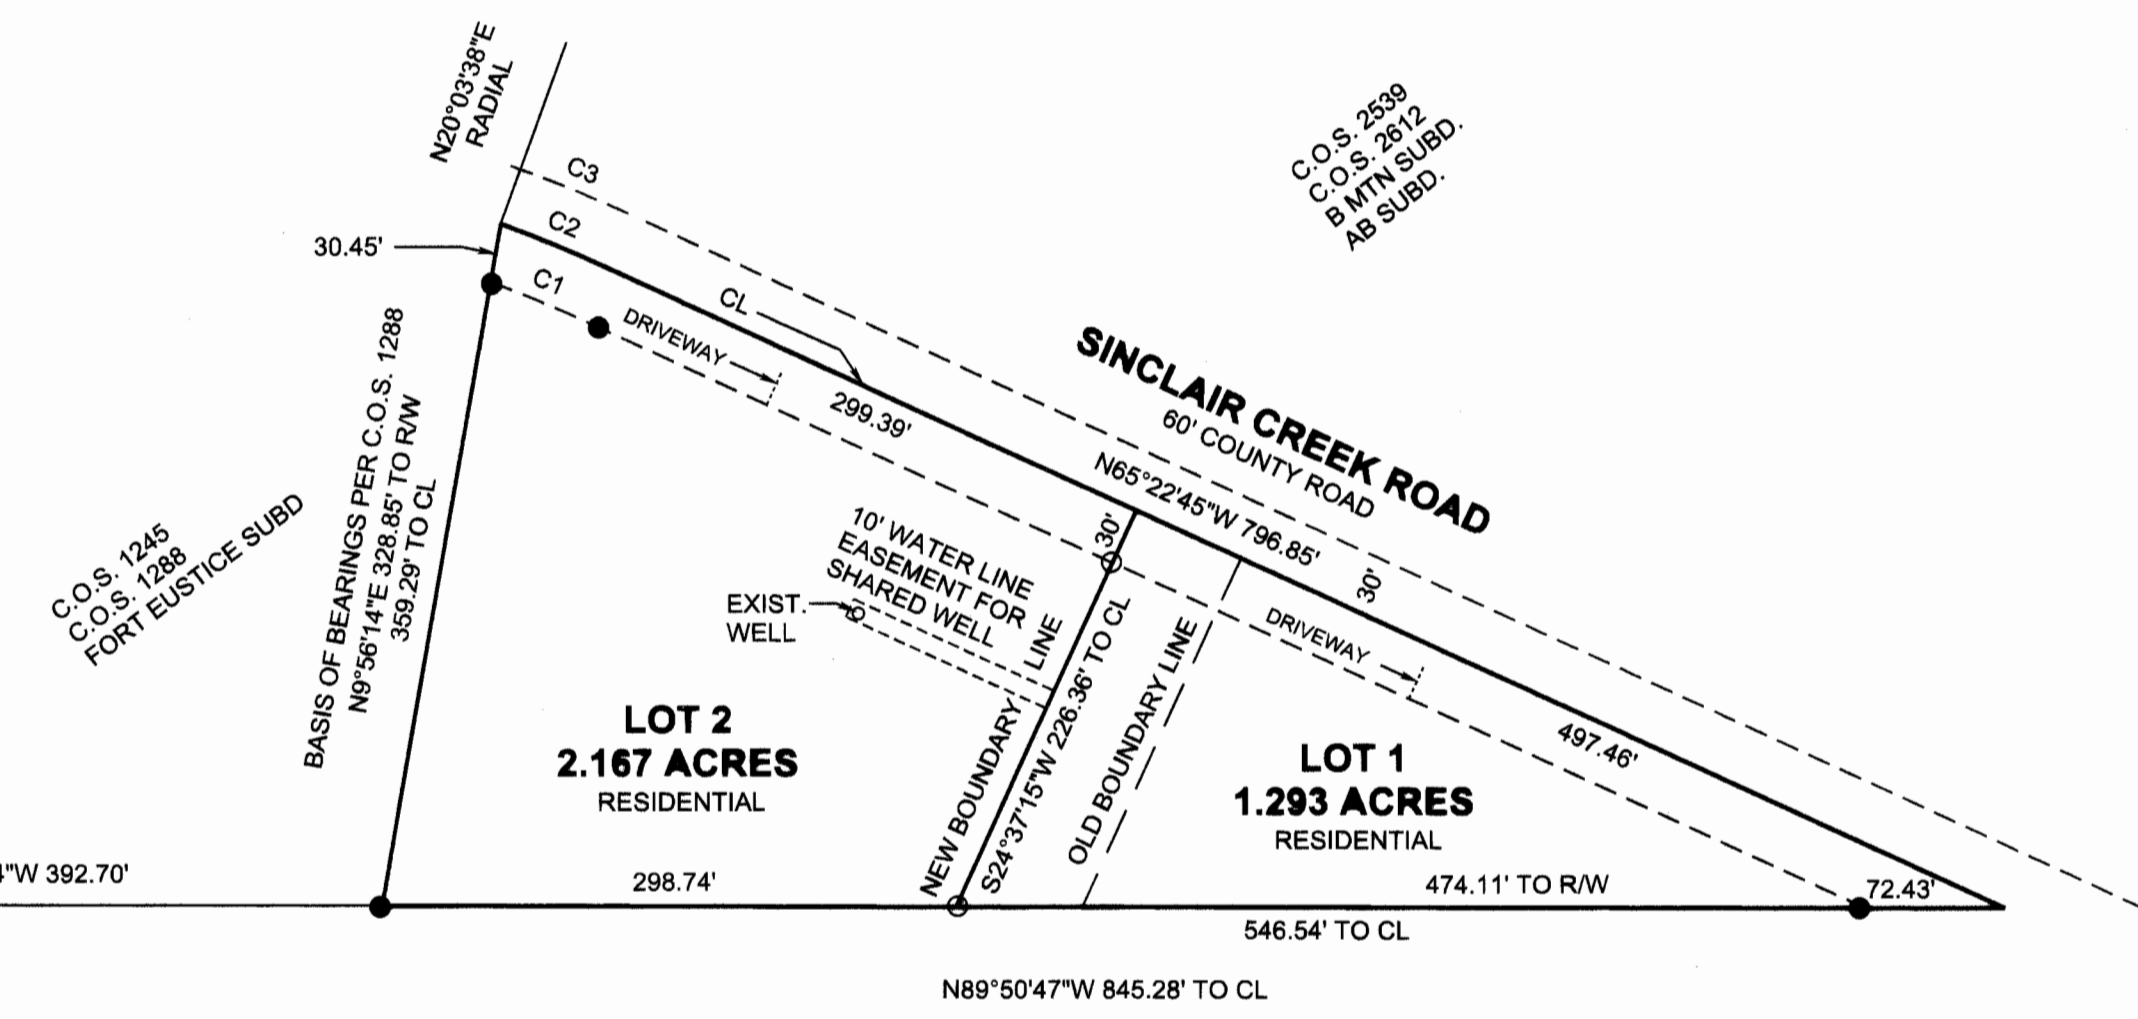 N20°03'38"E
RADIAL
C3
C2
30.45'
C1
DRIVEWAY
CL
299.39'
C.O.S. 2539
C.O.S. 2612
B MTN SUBD.
AB SUBD.
SINCLAIR CREEK ROAD
60' COUNTY ROAD
N65°22'45"W 796.85'
30'
30'
BASIS OF BEARINGS PER C.O.S. 1288
N9°56'14"E 328.85' TO R/W
359.29' TO CL
C.O.S. 1245
C.O.S. 1288
FORT EUSTICE SUBD
10' WATER LINE
EASEMENT FOR
SHARED WELL
EXIST.
WELL
NEW BOUNDARY LINE
S24°37'15"W 226.36' TO CL
OLD BOUNDARY LINE
DRIVEWAY
497.46'
LOT 2
2.167 ACRES
RESIDENTIAL
LOT 1
1.293 ACRES
RESIDENTIAL
"W 392.70'
298.74'
474.11' TO R/W
72.43'
546.54' TO CL
N89°50'47"W 845.28' TO CL